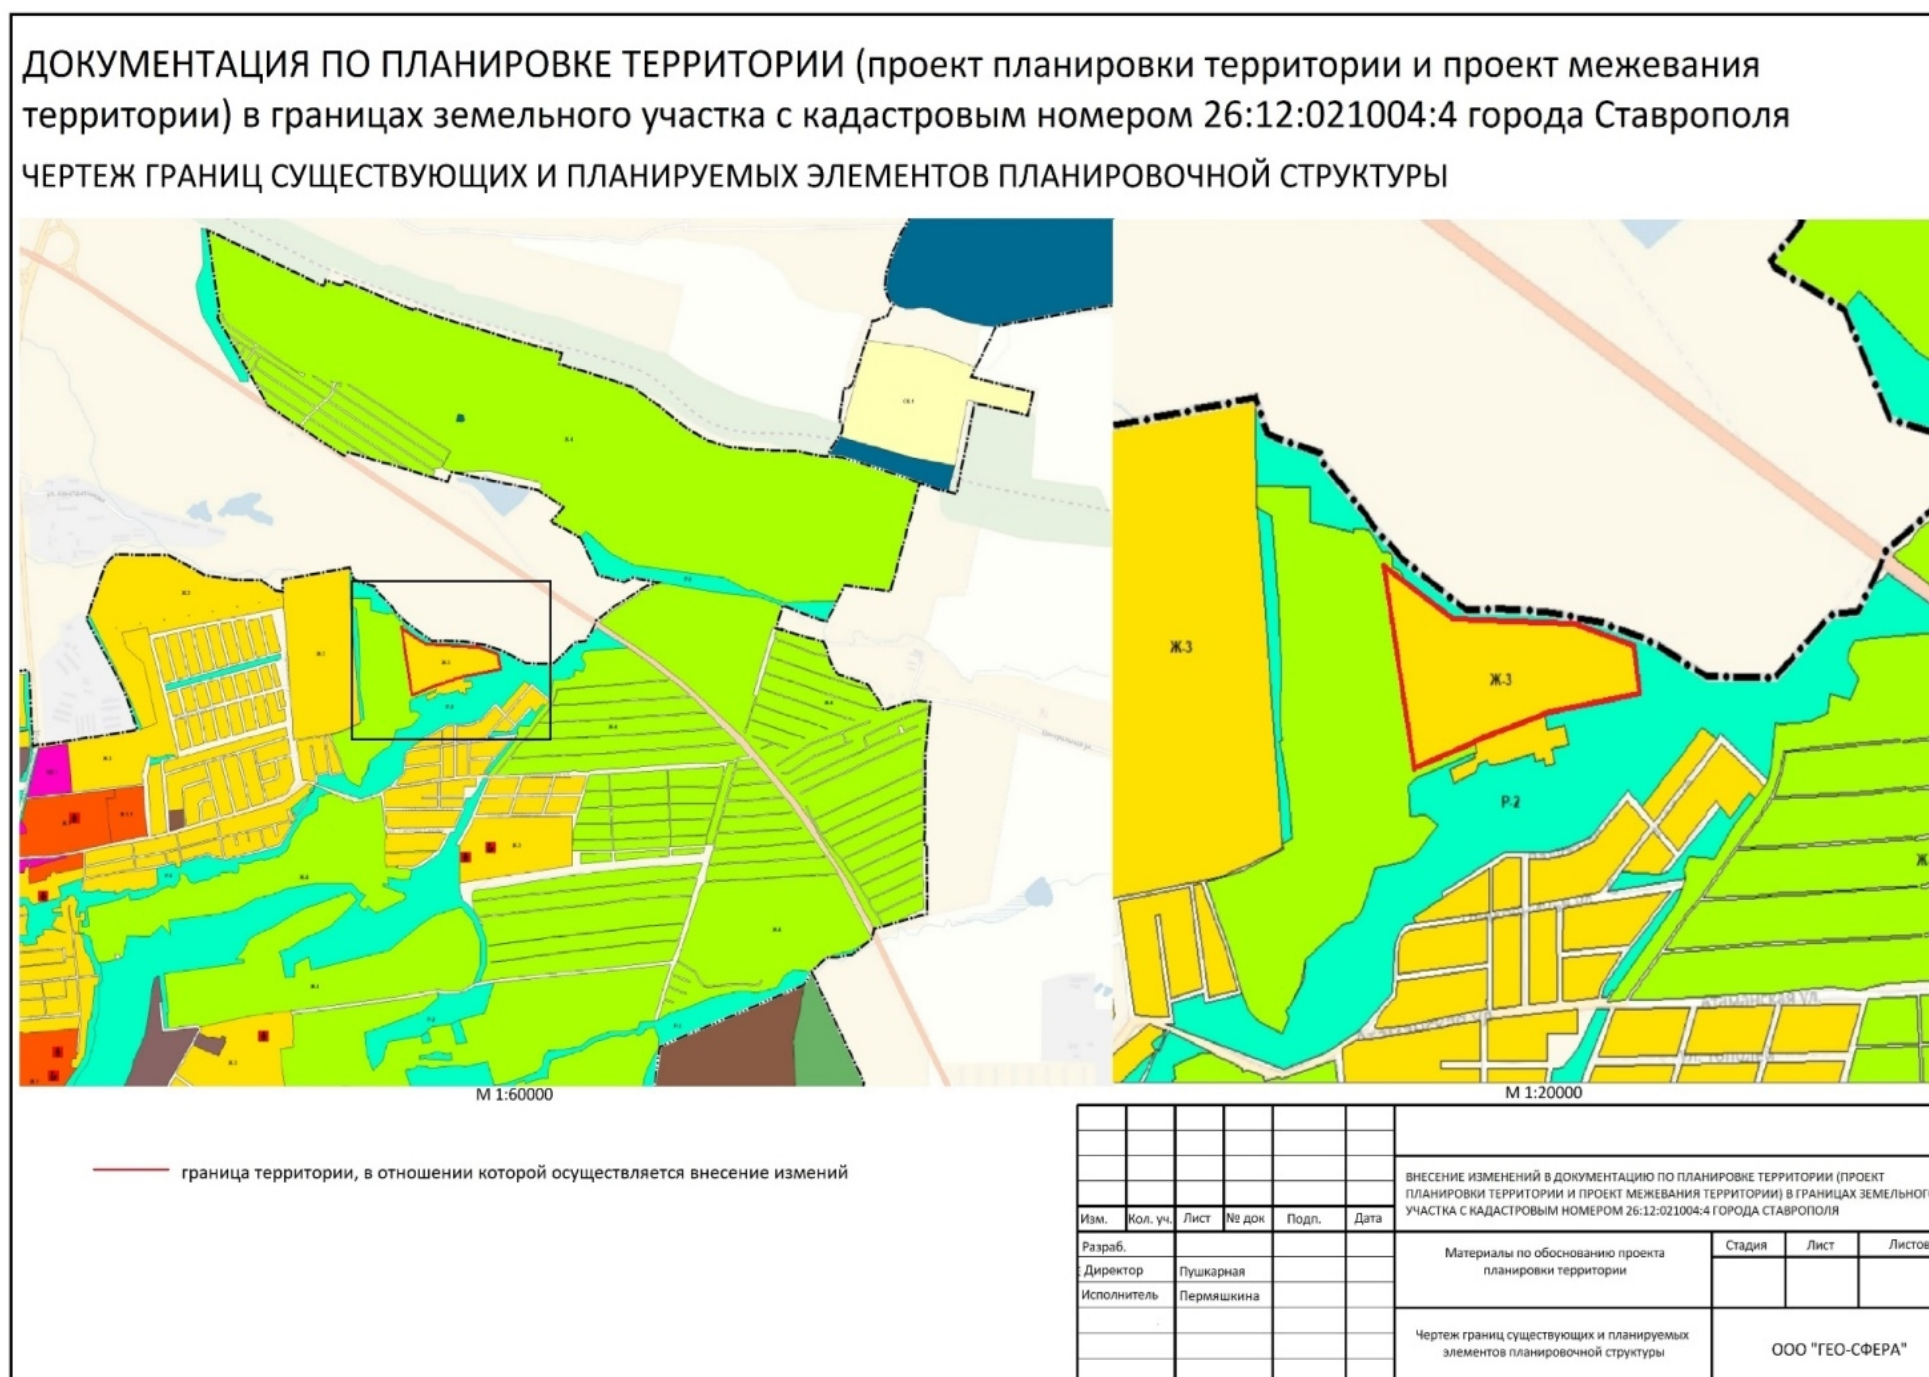 ДОКУМЕНТАЦИЯ ПО ПЛАНИРОВКЕ ТЕРРИТОРИИ (проект планировки территории и проект межевания
территории) в границах земельного участка с кадастровым номером 26:12:021004:4 города Ставрополя
ЧЕРТЕЖ ГРАНИЦ СУЩЕСТВУЮЩИХ И ПЛАНИРУЕМЫХ ЭЛЕМЕНТОВ ПЛАНИРОВОЧНОЙ СТРУКТУРЫ
Ж-3
Ж-3
Р-2
Ж
Атаманская ул.
М 1:60000
М 1:20000
граница территории, в отношении которой осуществляется внесение измений
ВНЕСЕНИЕ ИЗМЕНЕНИЙ В ДОКУМЕНТАЦИЮ ПО ПЛАНИРОВКЕ ТЕРРИТОРИИ (ПРОЕКТ
ПЛАНИРОВКИ ТЕРРИТОРИИ И ПРОЕКТ МЕЖЕВАНИЯ ТЕРРИТОРИИ) В ГРАНИЦАХ ЗЕМЕЛЬНОГО
УЧАСТКА С КАДАСТРОВЫМ НОМЕРОМ 26:12:021004:4 ГОРОДА СТАВРОПОЛЯ
Изм. Кол. уч. Лист № док Подп. Дата
Разраб.
Директор Пушкарная
Исполнитель Пермяшкина
Материалы по обоснованию проекта
планировки территории
Стадия Лист Листов
Чертеж границ существующих и планируемых
элементов планировочной структуры
ООО "ГЕО-СФЕРА"